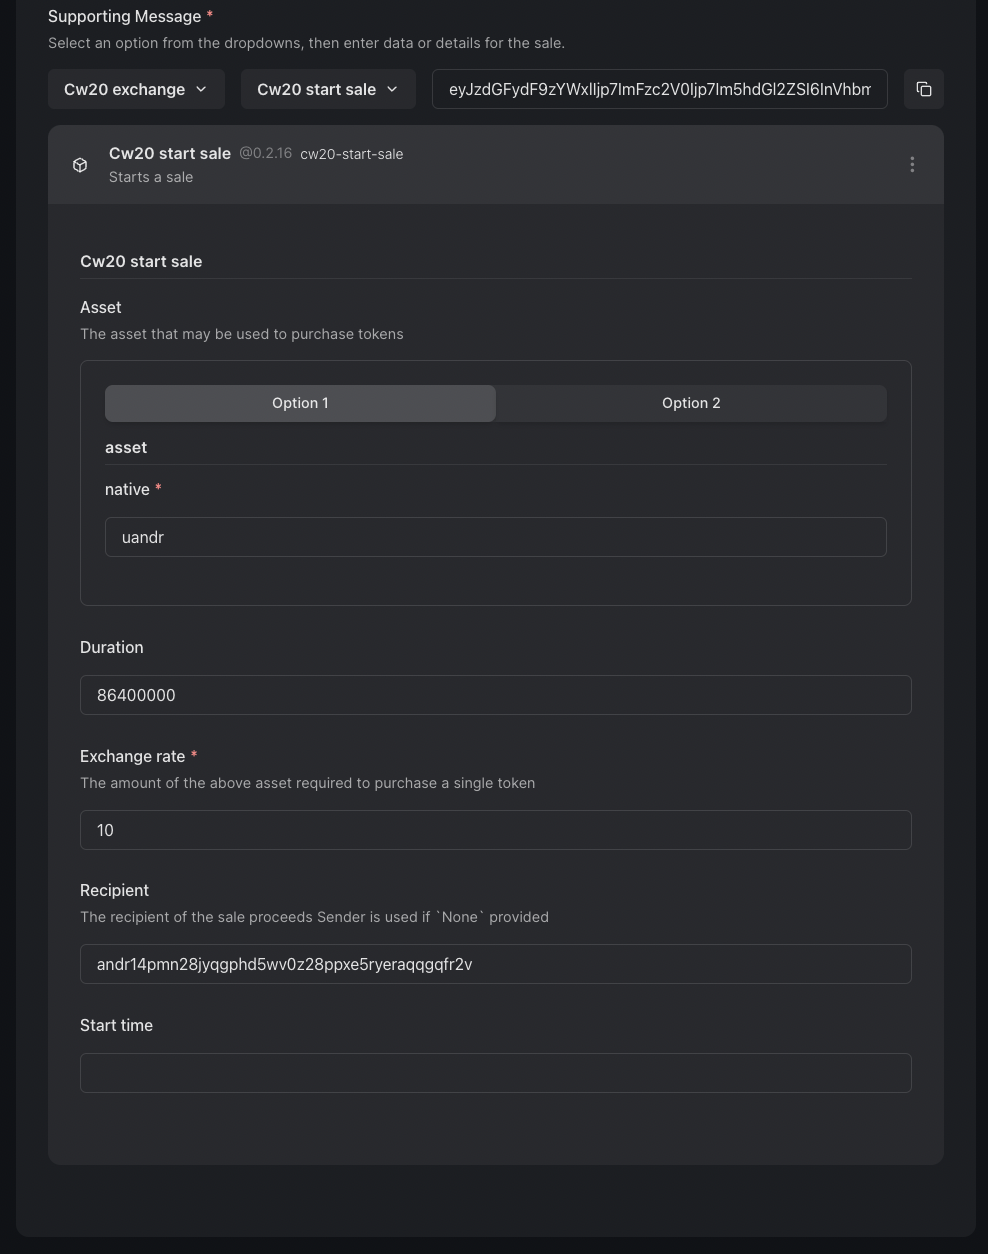 Supporting Message *
Select an option from the dropdowns, then enter data or details for the sale.
Cw20 exchange Cw20 start sale eyJzdGFydF9zYWxlIjp7ImFzc2V0Ijp7Im5hdGl2ZSI6InVhbm
Cw20 start sale @0.2.16 cw20-start-sale
Starts a sale
Cw20 start sale
Asset
The asset that may be used to purchase tokens
Option 1 Option 2
asset
native *
uandr
Duration
86400000
Exchange rate *
The amount of the above asset required to purchase a single token
10
Recipient
The recipient of the sale proceeds Sender is used if `None` provided
andr14pmn28jyqgphd5wv0z28ppxe5ryeraqqgqfr2v
Start time